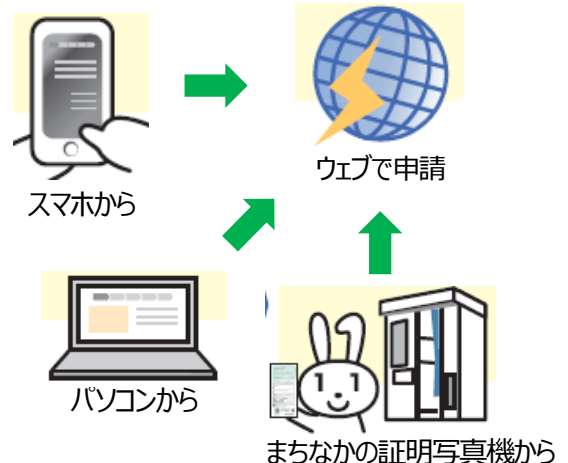 スマホから
ウェブで申請
パソコンから
まちなかの証明写真機から